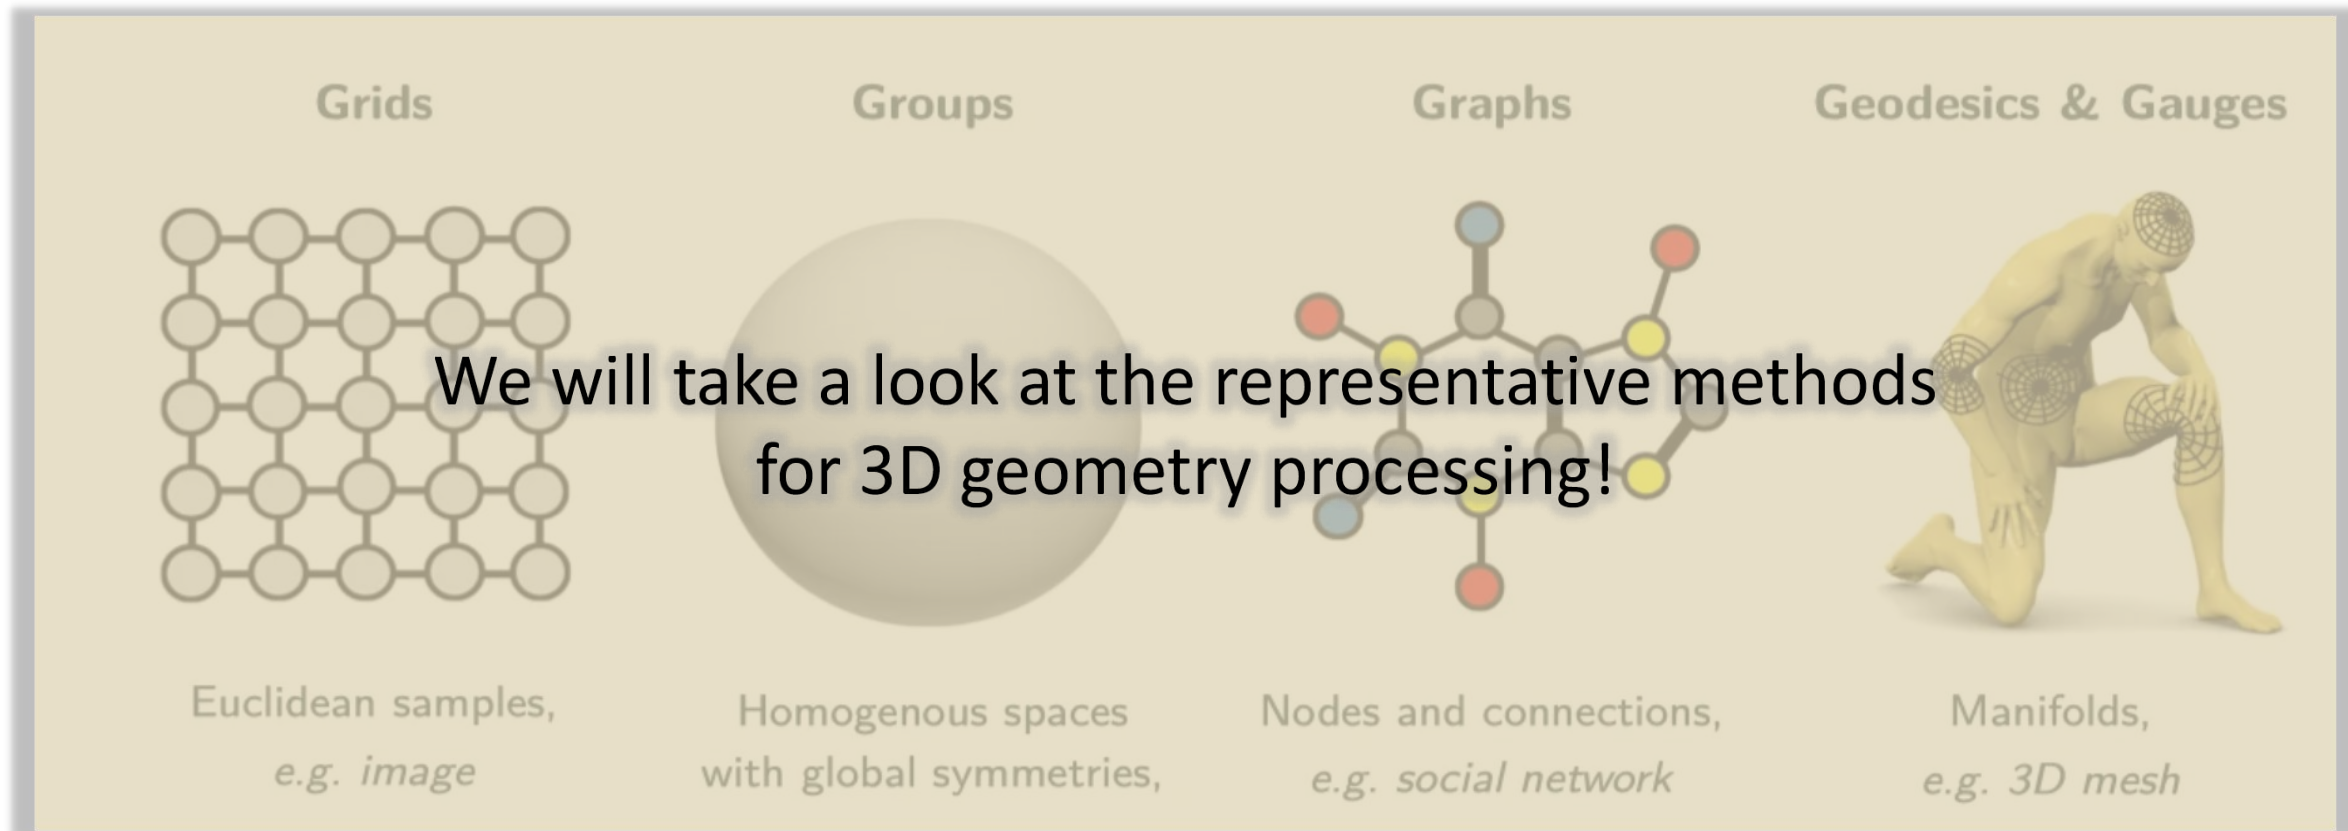 Grids
Groups
Graphs
Geodesics & Gauges
We will take a look at the representative methods
for 3D geometry processing!
Euclidean samples,
e.g. image
Homogenous spaces
with global symmetries,
Nodes and connections,
e.g. social network
Manifolds,
e.g. 3D mesh